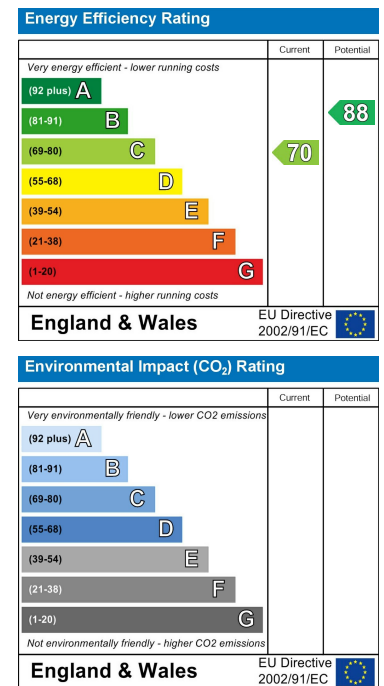 Energy Efficiency Rating
Current Potential
Very energy efficient - lower running costs
(92 plus) A
(81-91) B
(69-80) C
(55-68) D
(39-54) E
(21-38) F
(1-20) G
88
70
Not energy efficient - higher running costs
England & Wales
EU Directive
2002/91/EC
Environmental Impact (CO₂) Rating
Current Potential
Very environmentally friendly - lower CO2 emissions
(92 plus) A
(81-91) B
(69-80) C
(55-68) D
(39-54) E
(21-38) F
(1-20) G
Not environmentally friendly - higher CO2 emissions
England & Wales
EU Directive
2002/91/EC